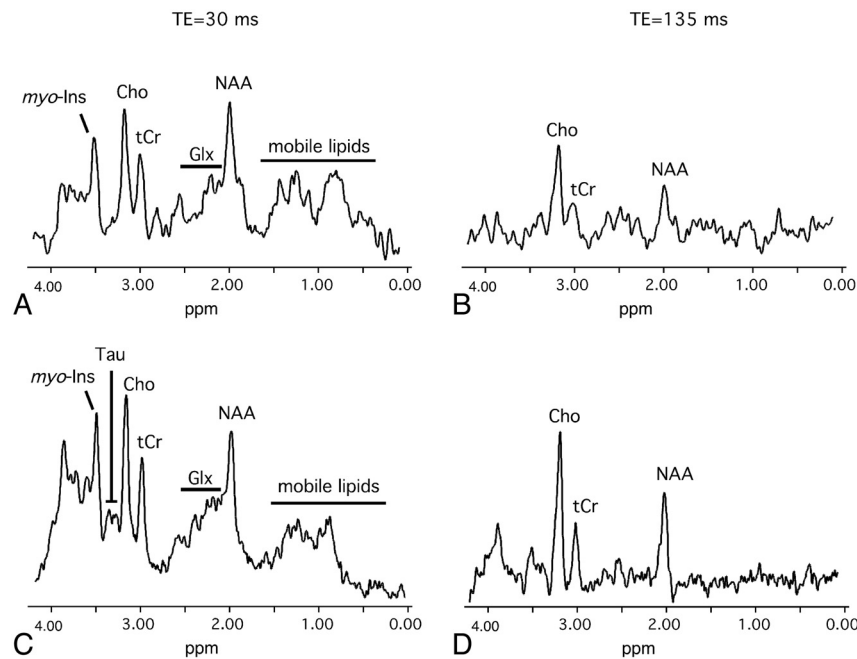 TE=30 ms
TE=135 ms
myo-Ins
Cho
tCr
Glx
NAA
mobile lipids
4.00 3.00 2.00 1.00 0.00
ppm
A
Cho
tCr
NAA
4.00 3.00 2.00 1.00 0.00
ppm
B
Tau
myo-Ins
Cho
tCr
Glx
NAA
mobile lipids
4.00 3.00 2.00 1.00 0.00
ppm
C
Cho
tCr
NAA
4.00 3.00 2.00 1.00 0.00
ppm
D